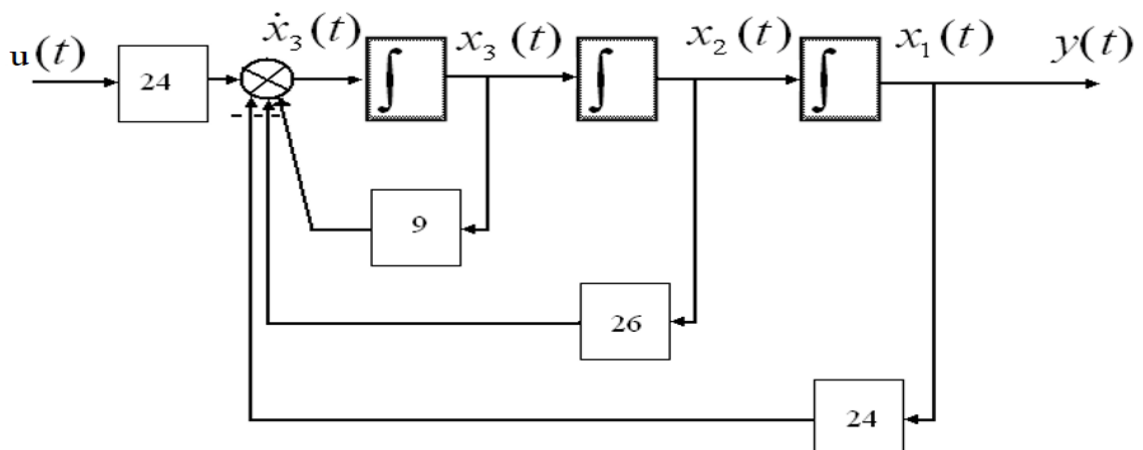 u(t)
24
ẋ₃(t)
∫
x₃ (t)
∫
x₂(t)
∫
x₁(t)
y(t)
9
26
24